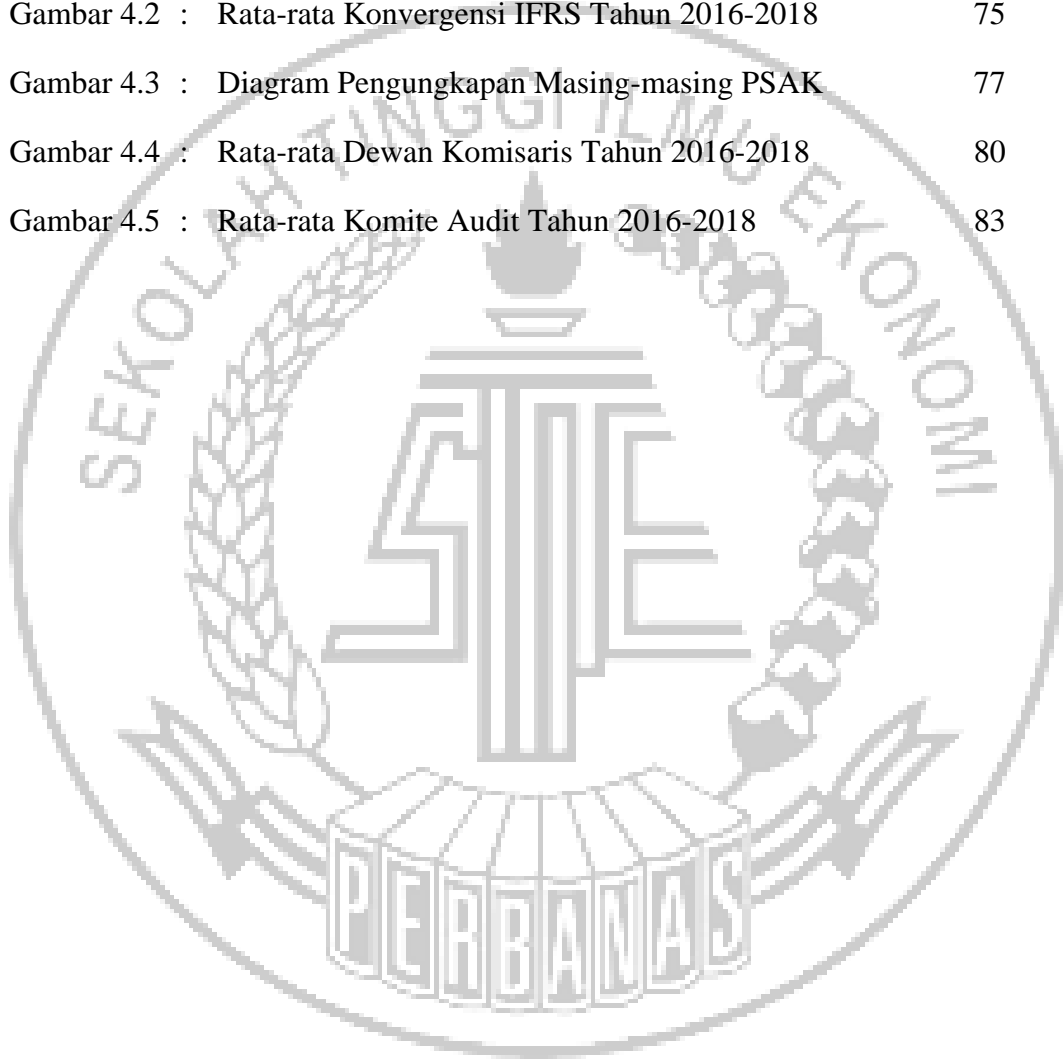 Gambar 4.2 : Rata-rata Konvergensi IFRS Tahun 2016-2018 75
Gambar 4.3 : Diagram Pengungkapan Masing-masing PSAK 77
Gambar 4.4 : Rata-rata Dewan Komisaris Tahun 2016-2018 80
Gambar 4.5 : Rata-rata Komite Audit Tahun 2016-2018 83
SEKOLAH TINGGI ILMU EKONOMI
STIE
PERBANAS